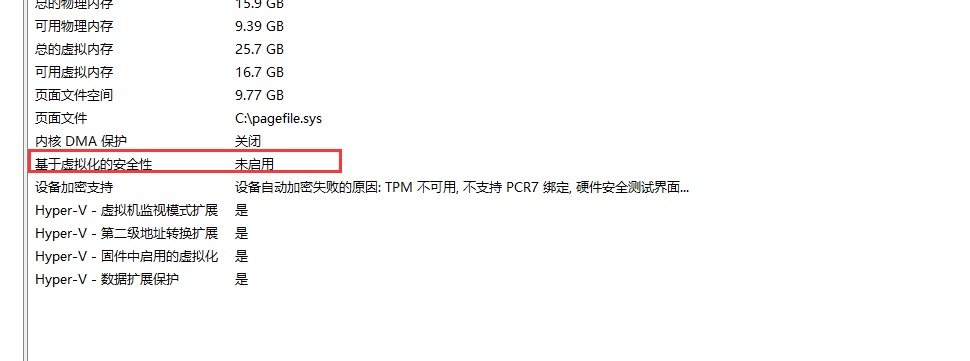 总的物理内存 15.9 GB
可用物理内存 9.39 GB
总的虚拟内存 25.7 GB
可用虚拟内存 16.7 GB
页面文件空间 9.77 GB
页面文件 C:\pagefile.sys
内核 DMA 保护 关闭
基于虚拟化的安全性 未启用
设备加密支持 设备自动加密失败的原因: TPM 不可用, 不支持 PCR7 绑定, 硬件安全测试界面...
Hyper-V - 虚拟机监视模式扩展 是
Hyper-V - 第二级地址转换扩展 是
Hyper-V - 固件中启用的虚拟化 是
Hyper-V - 数据扩展保护 是